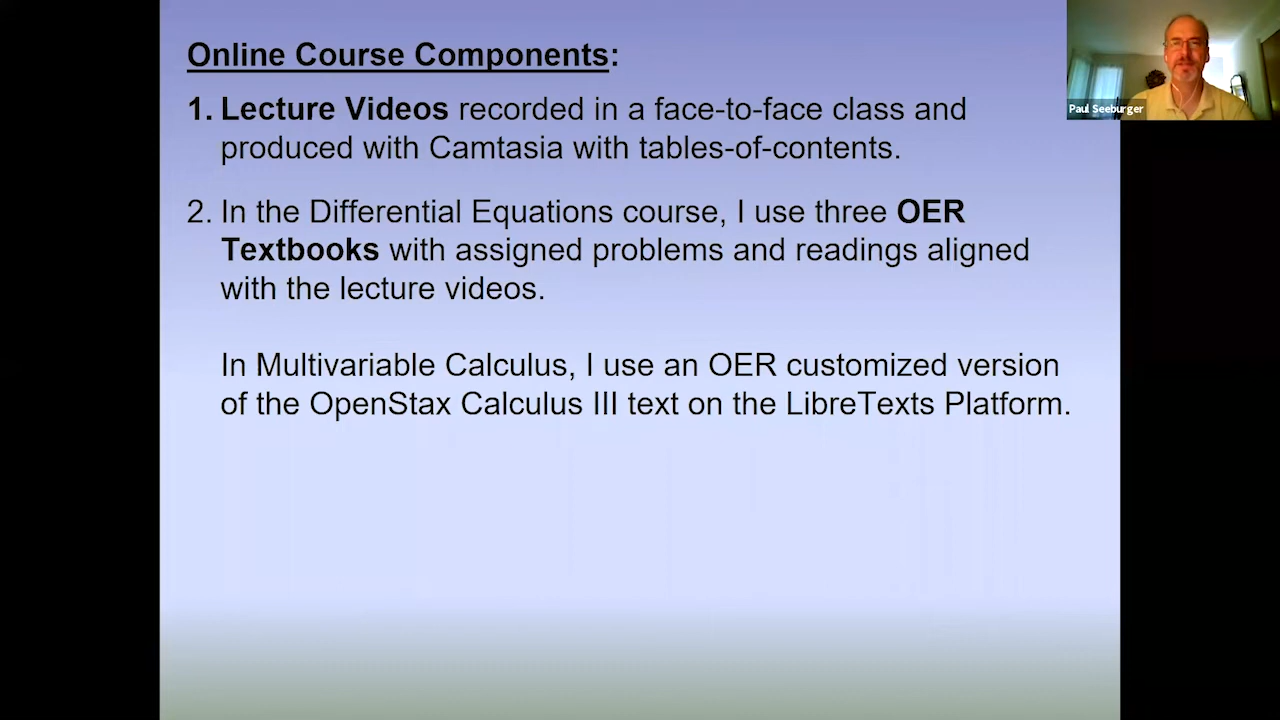 Online Course Components:
1. Lecture Videos recorded in a face-to-face class and
produced with Camtasia with tables-of-contents.
2. In the Differential Equations course, I use three OER
Textbooks with assigned problems and readings aligned
with the lecture videos.
In Multivariable Calculus, I use an OER customized version
of the OpenStax Calculus III text on the LibreTexts Platform.
Paul Seeburger